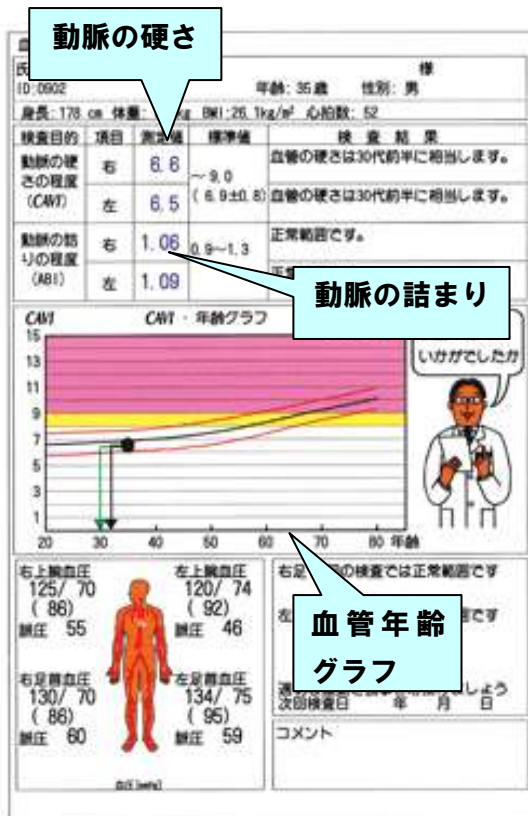 動脈の硬さ
様
ID:0902 年齢: 35歳 性別: 男
身長: 178 cm 体重: kg BMI:26.1kg/m² 心拍数: 52
検査目的 項目 測定値 標準値 検査結果
動脈の硬さの程度 (CAVI)
右 6.6 血管の硬さは30代前半に相当します。
~9.0
(6.9±0.8)
左 6.5 血管の硬さは30代前半に相当します。
動脈の詰りの程度 (ABI)
右 1.06 正常範囲です。
0.9~1.3
左 1.09
動脈の詰まり
CAVI CAVI・年齢グラフ
15
13
11
9
7
5
3
1
20 30 40 50 60 70 80 年齢
いかがでしたか
血管年齢
グラフ
右上腕血圧 左上腕血圧
125/ 70 120/ 74
( 86) ( 92)
脈圧 55 脈圧 46
右足首血圧 左足首血圧
130/ 70 134/ 75
( 86) ( 95)
脈圧 60 脈圧 59
血圧[mmHg]
右足 の検査では正常範囲です
左 です
しょう
次回検査日 年 月 日
コメント